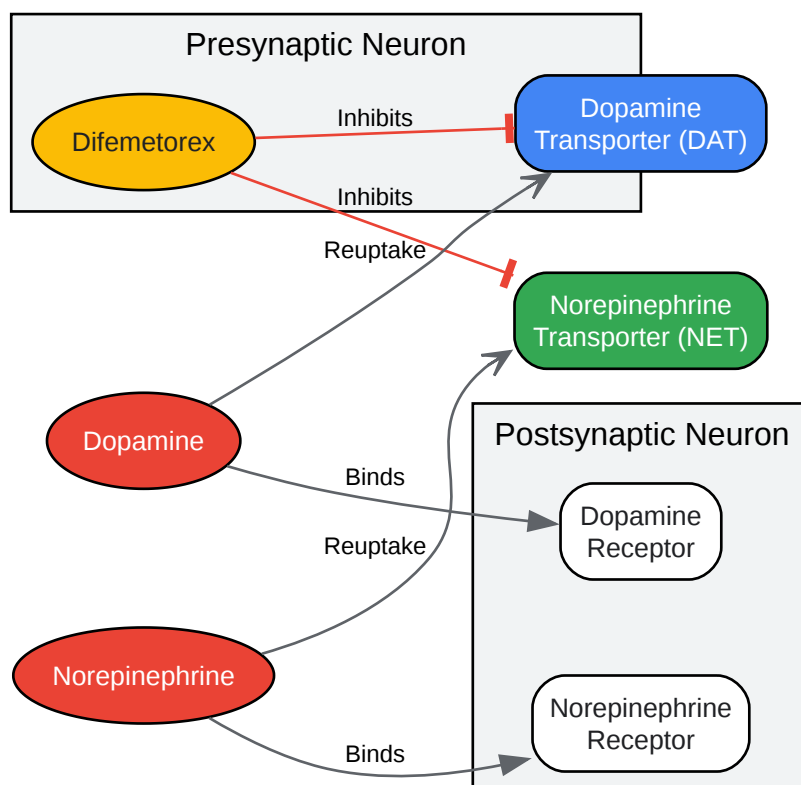 Presynaptic Neuron
Difemetorex
Inhibits
Dopamine
Transporter (DAT)
Inhibits
Reuptake
Norepinephrine
Transporter (NET)
Dopamine
Postsynaptic Neuron
Binds
Dopamine
Receptor
Reuptake
Norepinephrine
Norepinephrine
Receptor
Binds